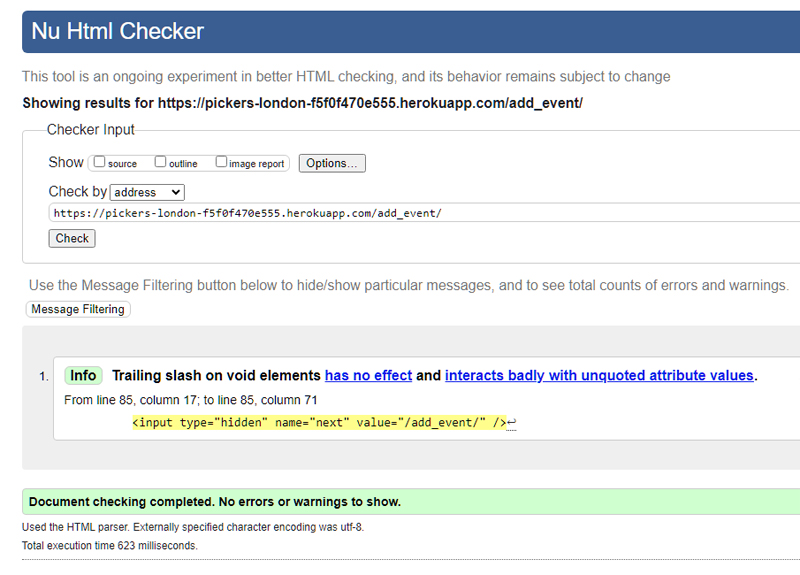 Nu Html Checker
This tool is an ongoing experiment in better HTML checking, and its behavior remains subject to change
Showing results for https://pickers-london-f5f0f470e555.herokuapp.com/add_event/
Checker Input
Show source outline image report Options...
Check by address
https://pickers-london-f5f0f470e555.herokuapp.com/add_event/
Check
Use the Message Filtering button below to hide/show particular messages, and to see total counts of errors and warnings.
Message Filtering
1. Info Trailing slash on void elements has no effect and interacts badly with unquoted attribute values.
From line 85, column 17; to line 85, column 71
<input type="hidden" name="next" value="/add_event/" />↩
Document checking completed. No errors or warnings to show.
Used the HTML parser. Externally specified character encoding was utf-8.
Total execution time 623 milliseconds.